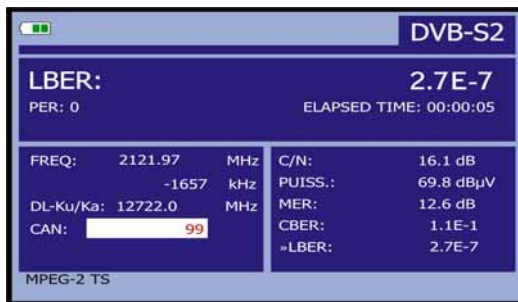 DVB-S2
LBER: 2.7E-7
PER: 0 ELAPSED TIME: 00:00:05
FREQ: 2121.97 MHz
-1657 kHz
DL-Ku/Ka: 12722.0 MHz
CAN: 99
C/N: 16.1 dB
PUISS.: 69.8 dBµV
MER: 12.6 dB
CBER: 1.1E-1
»LBER: 2.7E-7
MPEG-2 TS